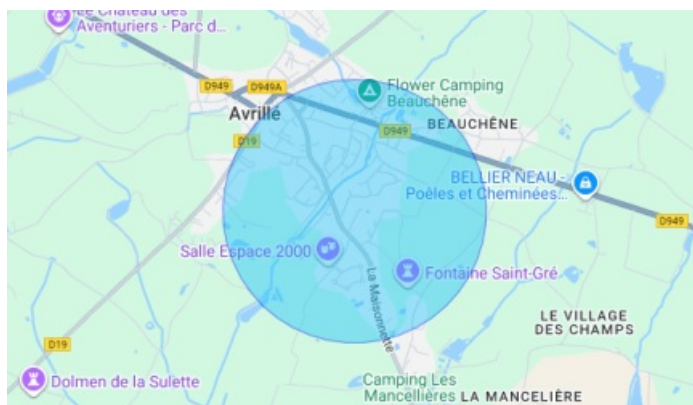 Le Château des
Aventuriers - Parc d...
D949
D949A
Flower Camping
Beauchêne
Avrillé
D949
BEAUCHÊNE
D19
BELLIER NEAU -
Poêles et Cheminées...
D949
Salle Espace 2000
Fontaine Saint-Gré
La Maisonnette
LE VILLAGE
DES CHAMPS
D19
Dolmen de la Sulette
Camping Les
Mancellières
LA MANCELIÈRE